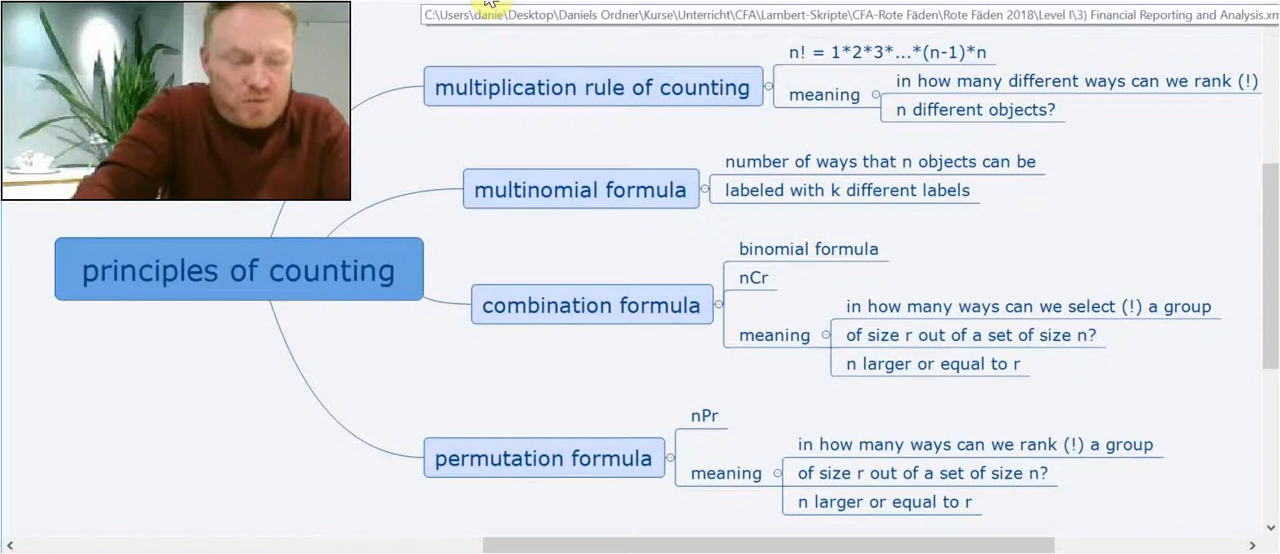 C:\Users\danie\Desktop\Daniels Ordner\Kurse\Unterricht\CFA\Lambert-Skripte\CFA-Rote Fäden\Rote Fäden 2018\Level I\3) Financial Reporting and Analysis.xm
n! = 1*2*3*...*(n-1)*n
multiplication rule of counting
meaning
in how many different ways can we rank (!)
n different objects?
number of ways that n objects can be
multinomial formula
labeled with k different labels
principles of counting
binomial formula
nCr
combination formula
meaning
in how many ways can we select (!) a group
of size r out of a set of size n?
n larger or equal to r
nPr
permutation formula
meaning
in how many ways can we rank (!) a group
of size r out of a set of size n?
n larger or equal to r